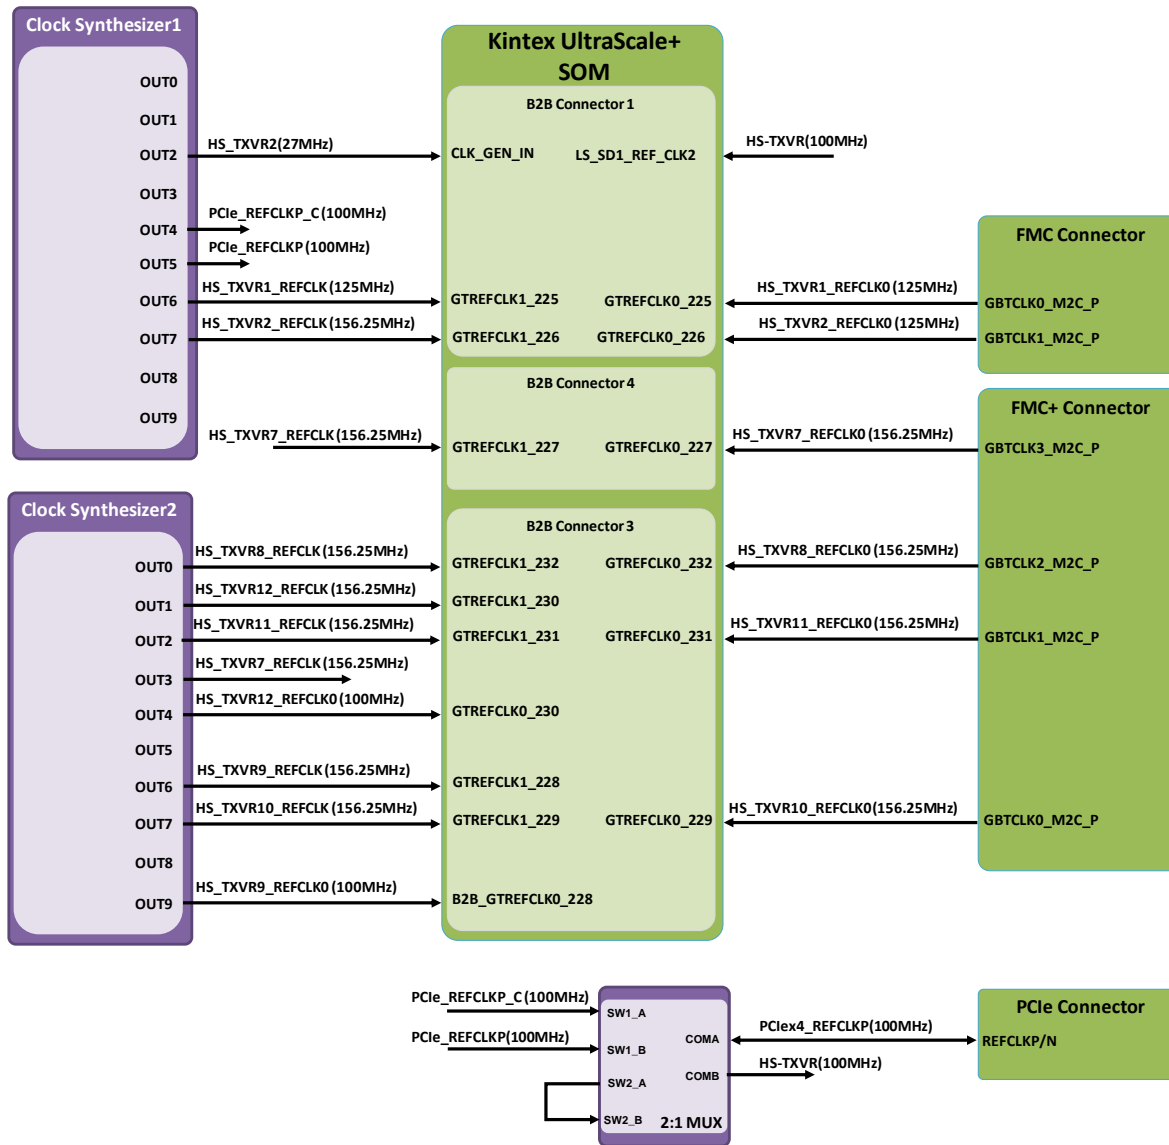 Clock Synthesizer1
OUT0
OUT1
OUT2
OUT3
OUT4
OUT5
OUT6
OUT7
OUT8
OUT9
HS_TXVR2(27MHz)
PCIe_REFCLKP_C(100MHz)
PCIe_REFCLKP(100MHz)
HS_TXVR1_REFCLK(125MHz)
HS_TXVR2_REFCLK(156.25MHz)
HS_TXVR7_REFCLK(156.25MHz)
Clock Synthesizer2
OUT0
OUT1
OUT2
OUT3
OUT4
OUT5
OUT6
OUT7
OUT8
OUT9
HS_TXVR8_REFCLK(156.25MHz)
HS_TXVR12_REFCLK(156.25MHz)
HS_TXVR11_REFCLK(156.25MHz)
HS_TXVR7_REFCLK(156.25MHz)
HS_TXVR12_REFCLK0(100MHz)
HS_TXVR9_REFCLK(156.25MHz)
HS_TXVR10_REFCLK(156.25MHz)
HS_TXVR9_REFCLK0(100MHz)
Kintex UltraScale+
SOM
B2B Connector 1
CLK_GEN_IN
LS_SD1_REF_CLK2
GTREFCLK1_225
GTREFCLK0_225
GTREFCLK1_226
GTREFCLK0_226
B2B Connector 4
GTREFCLK1_227
GTREFCLK0_227
B2B Connector 3
GTREFCLK1_232
GTREFCLK0_232
GTREFCLK1_230
GTREFCLK1_231
GTREFCLK0_231
GTREFCLK0_230
GTREFCLK1_228
GTREFCLK1_229
GTREFCLK0_229
B2B_GTREFCLK0_228
HS-TXVR(100MHz)
HS_TXVR1_REFCLK0(125MHz)
HS_TXVR2_REFCLK0(125MHz)
HS_TXVR7_REFCLK0(156.25MHz)
HS_TXVR8_REFCLK0(156.25MHz)
HS_TXVR11_REFCLK0(156.25MHz)
HS_TXVR10_REFCLK0(156.25MHz)
FMC Connector
GBTCLK0_M2C_P
GBTCLK1_M2C_P
FMC+ Connector
GBTCLK3_M2C_P
GBTCLK2_M2C_P
GBTCLK1_M2C_P
GBTCLK0_M2C_P
PCIe_REFCLKP_C(100MHz)
PCIe_REFCLKP(100MHz)
SW1_A
SW1_B
SW2_A
SW2_B
COMA
COMB
2:1 MUX
PCIex4_REFCLKP(100MHz)
HS-TXVR(100MHz)
PCIe Connector
REFCLKP/N